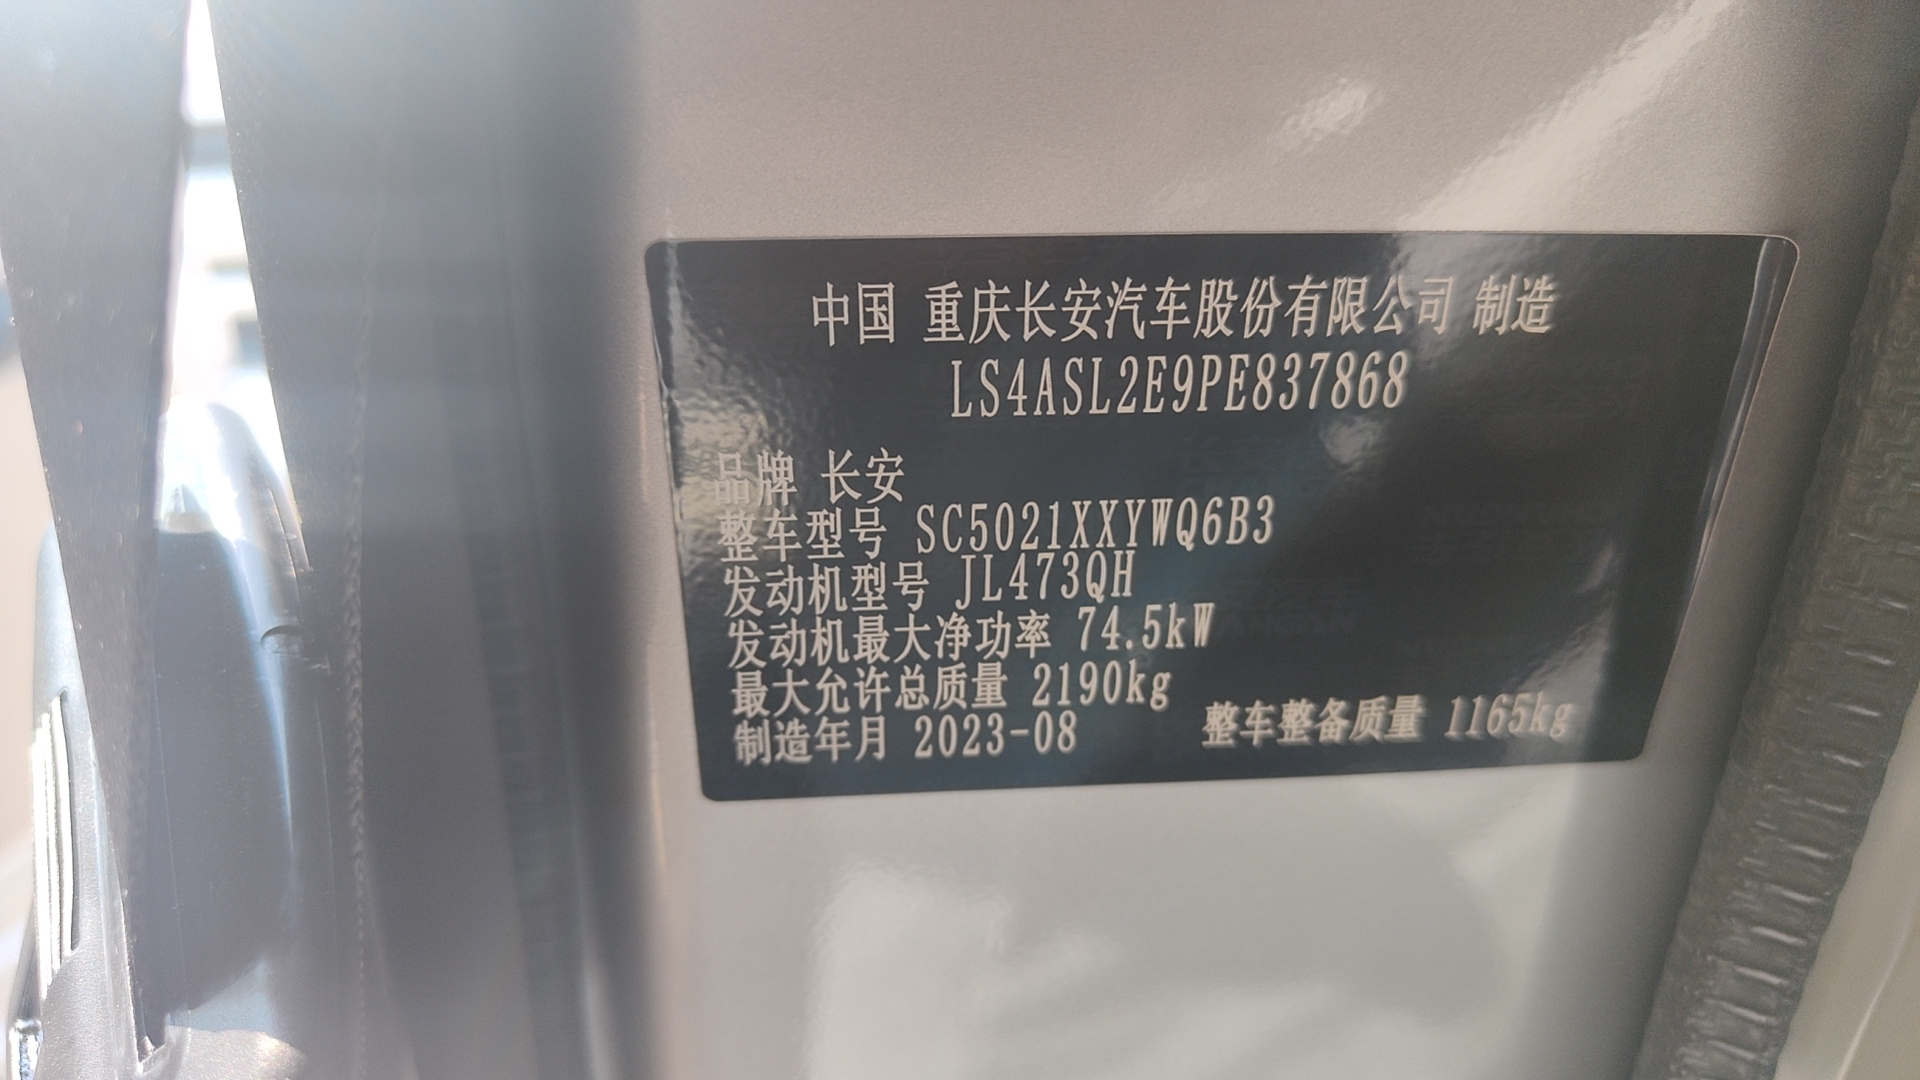 中国 重庆长安汽车股份有限公司 制造
LS4ASL2E9PE837868
品牌 长安
整车型号 SC5021XXYWQ6B3
发动机型号 JL473QH
发动机最大净功率 74.5kW
最大允许总质量 2190kg
制造年月 2023-08 整车整备质量 1165kg